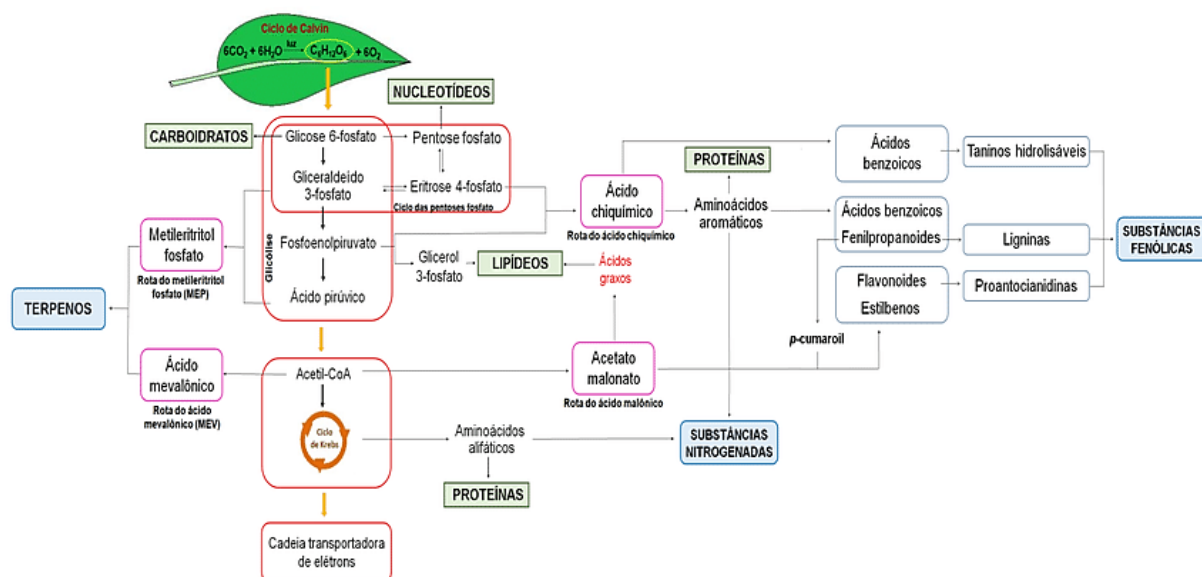 Ciclo de Calvin
luz
6CO₂ + 6H₂O → C₆H₁₂O₆ + 6O₂
NUCLEOTÍDEOS
CARBOIDRATOS
Glicose 6-fosfato
Pentose fosfato
Gliceraldeído
3-fosfato
Eritrose 4-fosfato
Ciclo das pentoses fosfato
Glicólise
Fosfoenolpiruvato
Ácido pirúvico
Glicerol
3-fosfato
LIPÍDEOS
Ácidos
graxos
Metileritritol
fosfato
Rota do metileritritol
fosfato (MEP)
TERPENOS
Ácido
mevalônico
Rota do ácido
mevalônico (MEV)
Acetil-CoA
Ciclo
de Krebs
Cadeia transportadora
de elétrons
Aminoácidos
alifáticos
PROTEÍNAS
Acetato
malonato
Rota do ácido malônico
Ácido
chiquímico
Rota do ácido chiquímico
PROTEÍNAS
Aminoácidos
aromáticos
SUBSTÂNCIAS
NITROGENADAS
Ácidos
benzoicos
Taninos hidrolisáveis
Ácidos benzoicos
Fenilpropanoides
Ligninas
Flavonoides
Estilbenos
Proantocianidinas
p-cumaroil
SUBSTÂNCIAS
FENÓLICAS